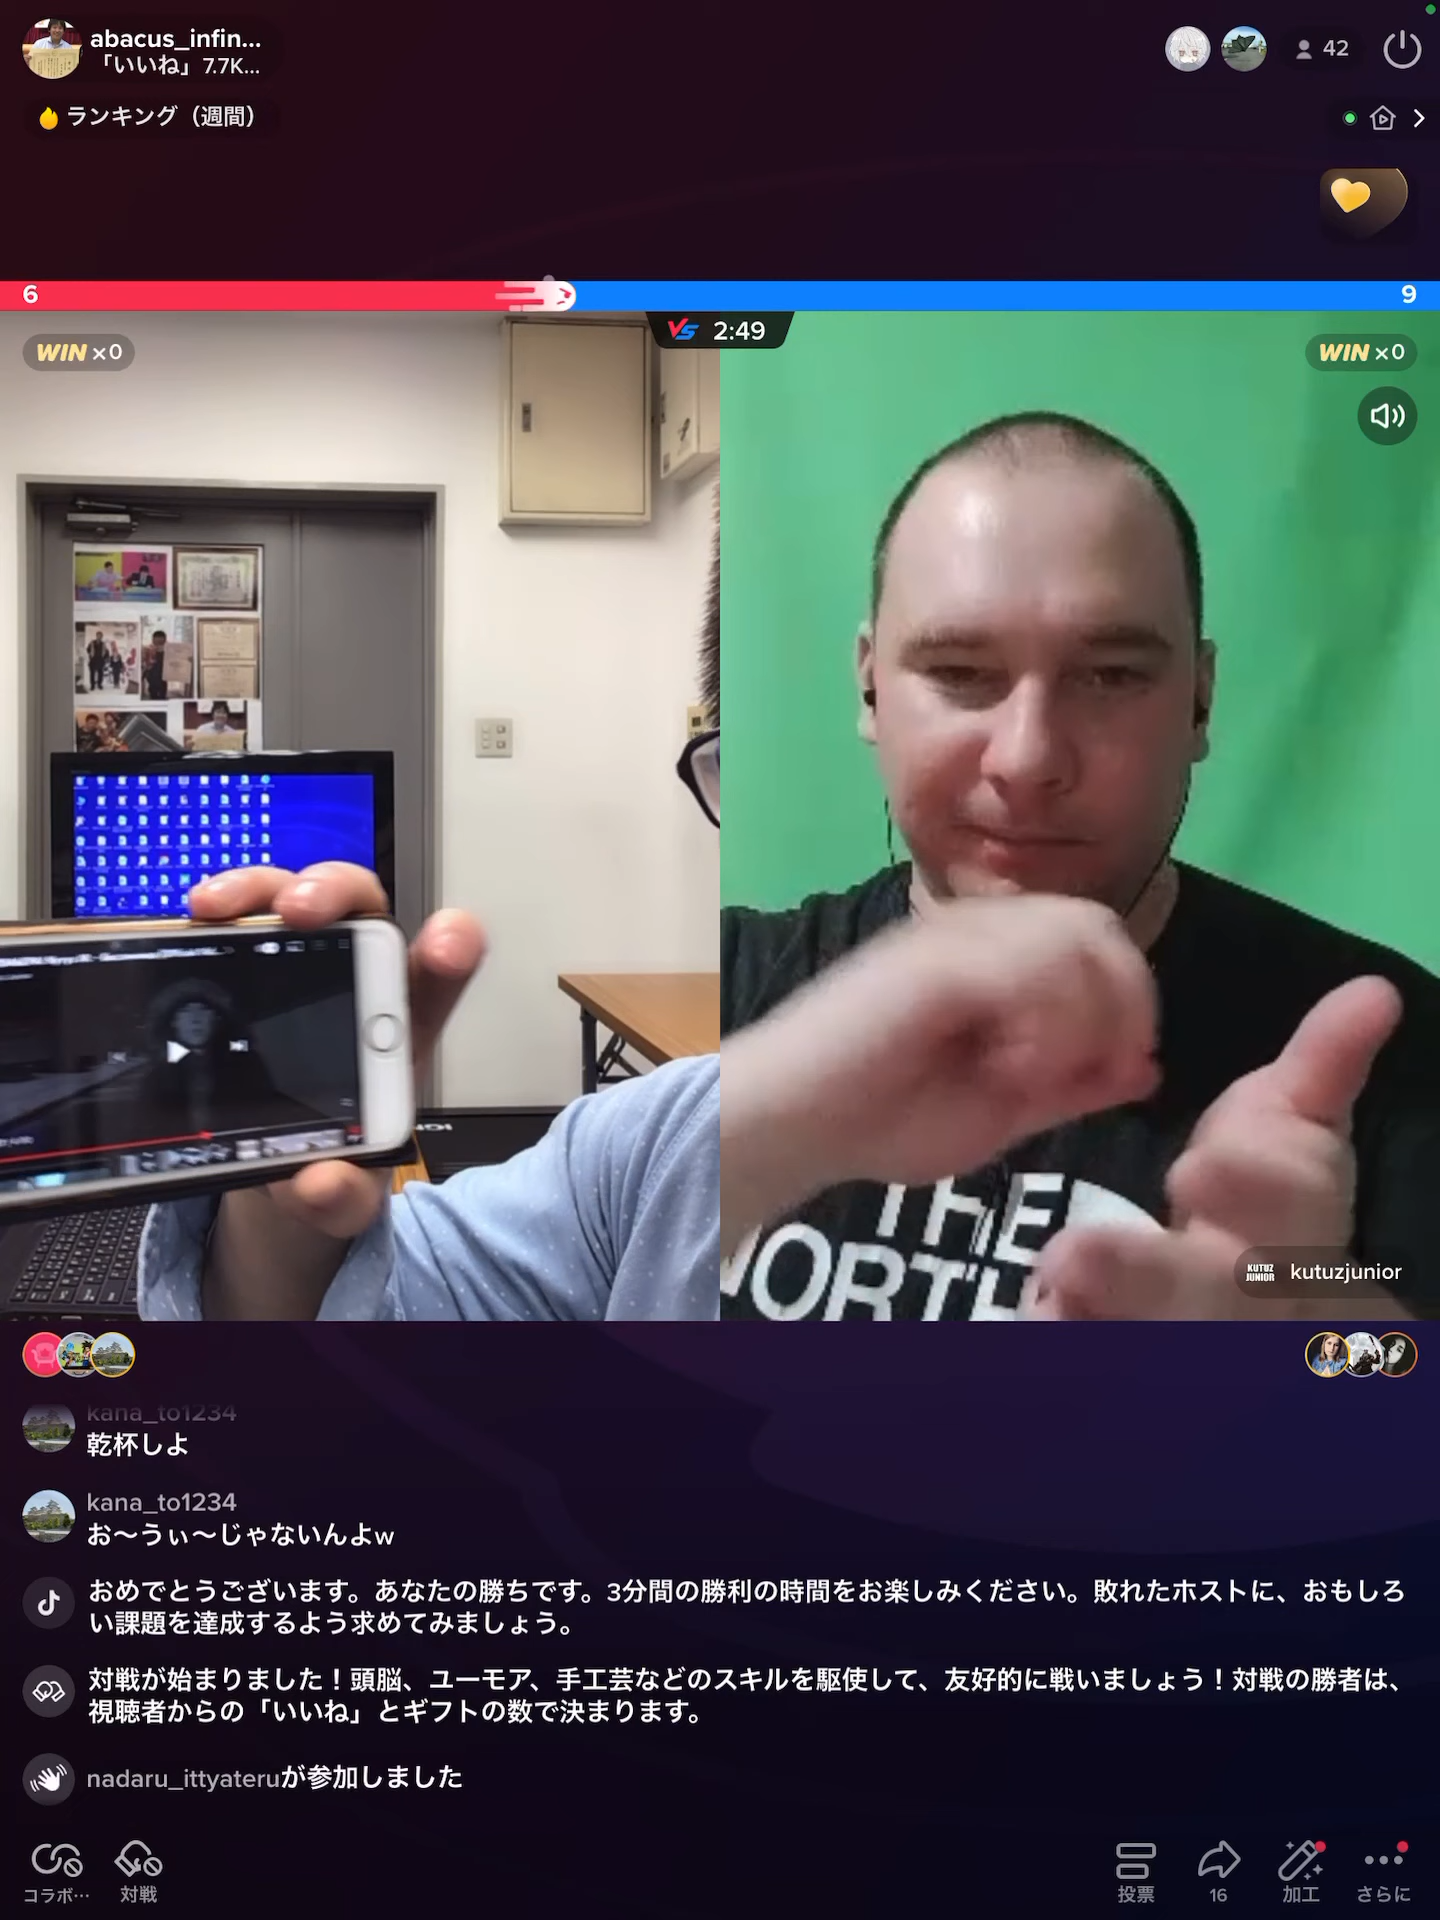 abacus_infin...
「いいね」7.7K...
42
ランキング（週間）
6
9
VS 2:49
WIN ×0
WIN ×0
THE
NORTH
KUTUZ
JUNIOR
kutuzjunior
kana_to1234
乾杯しよ
kana_to1234
お〜うぃ〜じゃないんよw
おめでとうございます。あなたの勝ちです。3分間の勝利の時間をお楽しみください。敗れたホストに、おもしろ
い課題を達成するよう求めてみましょう。
対戦が始まりました！頭脳、ユーモア、手工芸などのスキルを駆使して、友好的に戦いましょう！対戦の勝者は、
視聴者からの「いいね」とギフトの数で決まります。
nadaru_ittyateruが参加しました
コラボ…
対戦
投票
16
加工
さらに